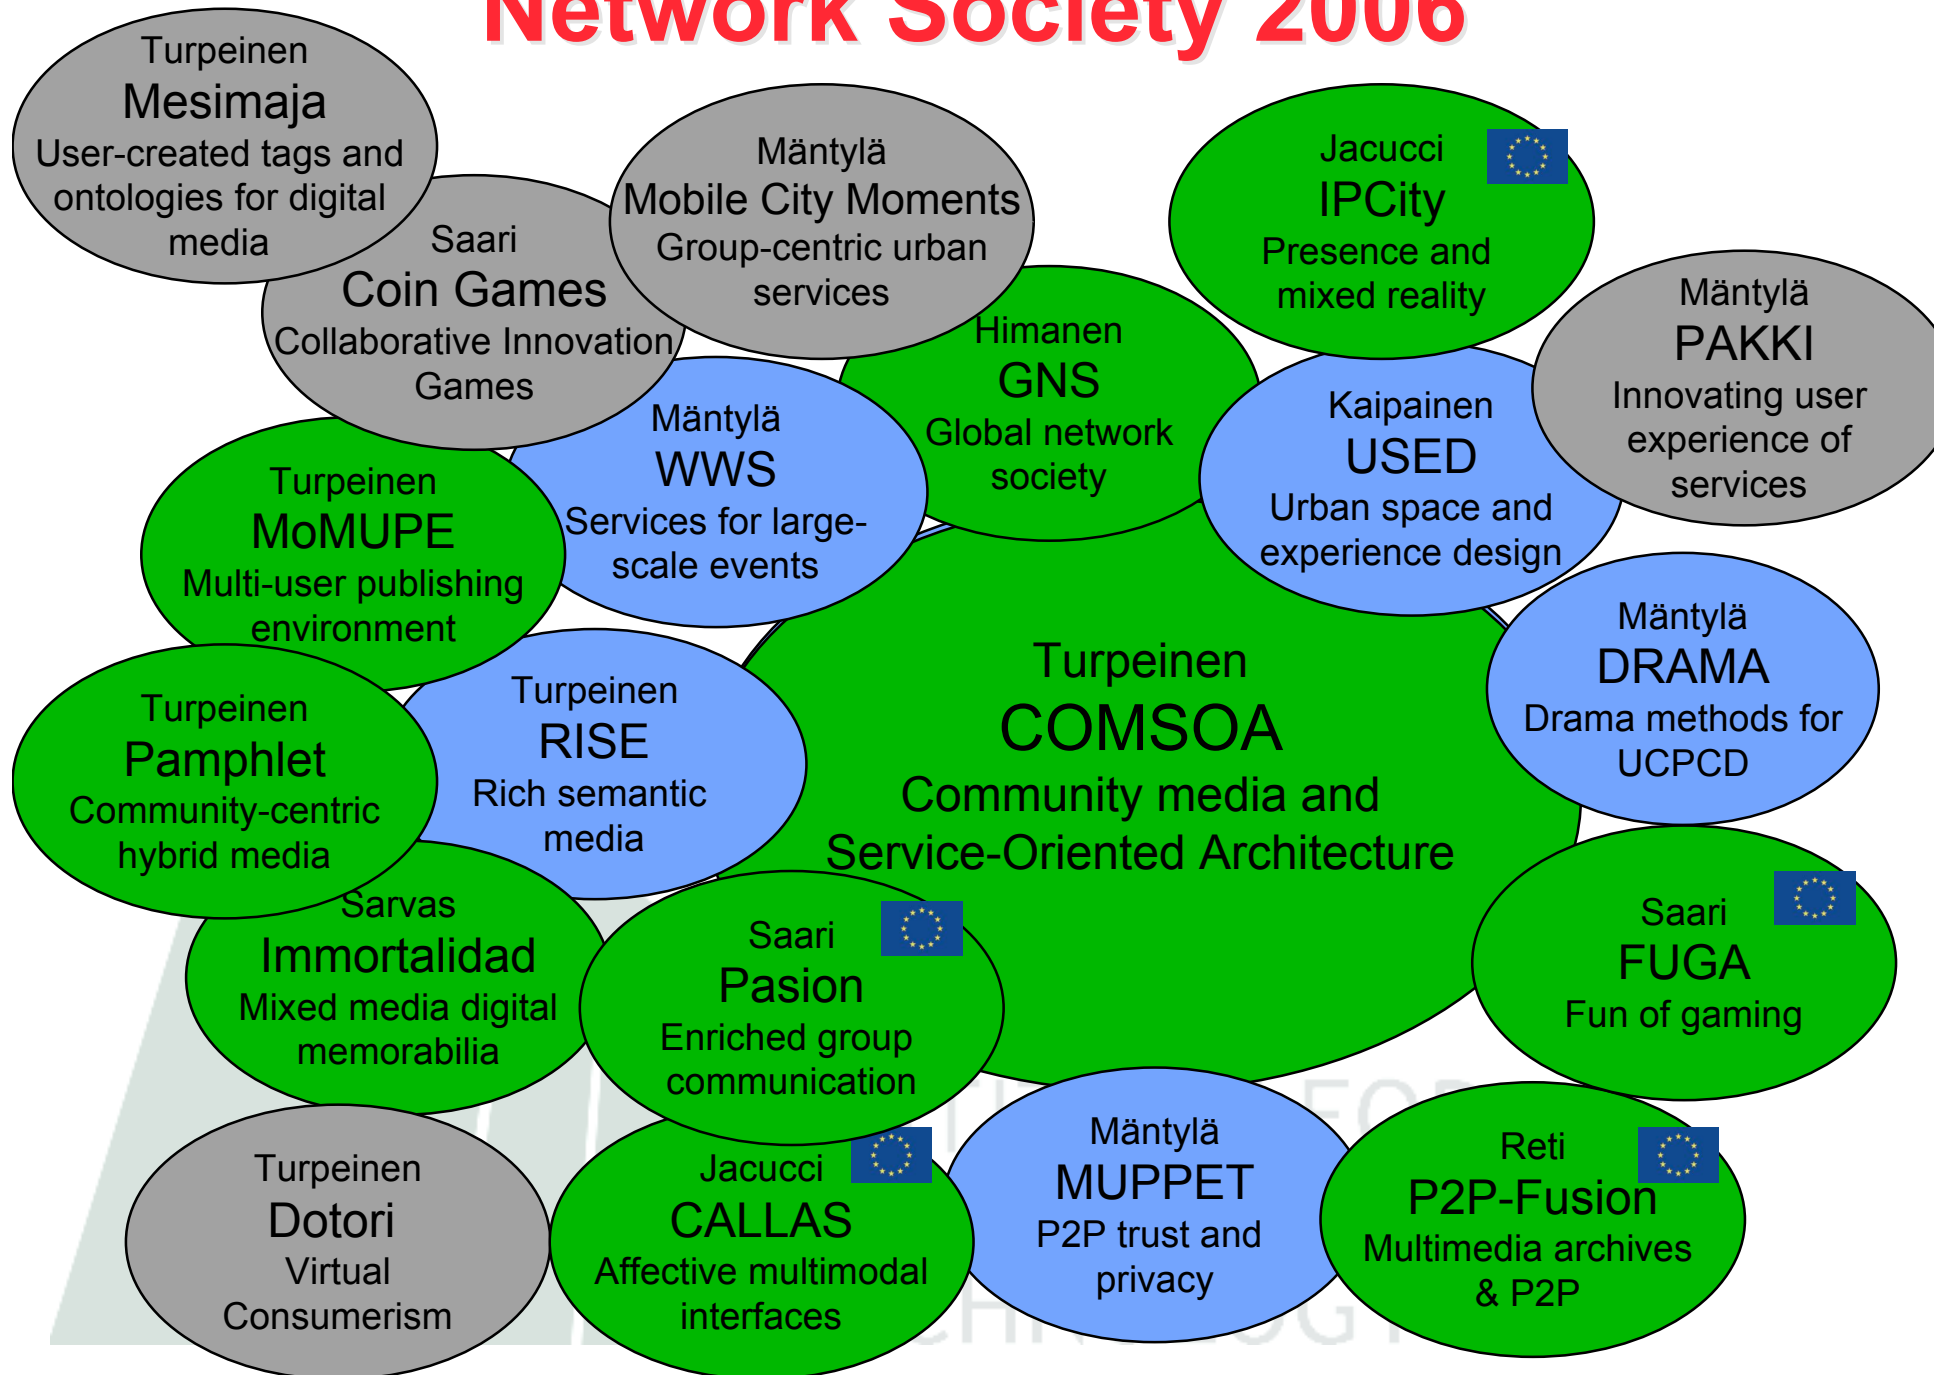 Network Society 2006
Turpeinen
Mesimaja
User-created tags and
ontologies for digital
media
Saari
Coin Games
Collaborative Innovation
Games
Mäntylä
Mobile City Moments
Group-centric urban
services
Jacucci
IPCity
Presence and
mixed reality
Mäntylä
PAKKI
Innovating user
experience of
services
Himanen
GNS
Global network
society
Kaipainen
USED
Urban space and
experience design
Mäntylä
WWS
Services for large-
scale events
Turpeinen
MoMUPE
Multi-user publishing
environment
Mäntylä
DRAMA
Drama methods for
UCPCD
Turpeinen
COMSOA
Community media and
Service-Oriented Architecture
Turpeinen
RISE
Rich semantic
media
Turpeinen
Pamphlet
Community-centric
hybrid media
Sarvas
Immortalidad
Mixed media digital
memorabilia
Saari
Pasion
Enriched group
communication
Saari
FUGA
Fun of gaming
Turpeinen
Dotori
Virtual
Consumerism
Jacucci
CALLAS
Affective multimodal
interfaces
Mäntylä
MUPPET
P2P trust and
privacy
Reti
P2P-Fusion
Multimedia archives
& P2P